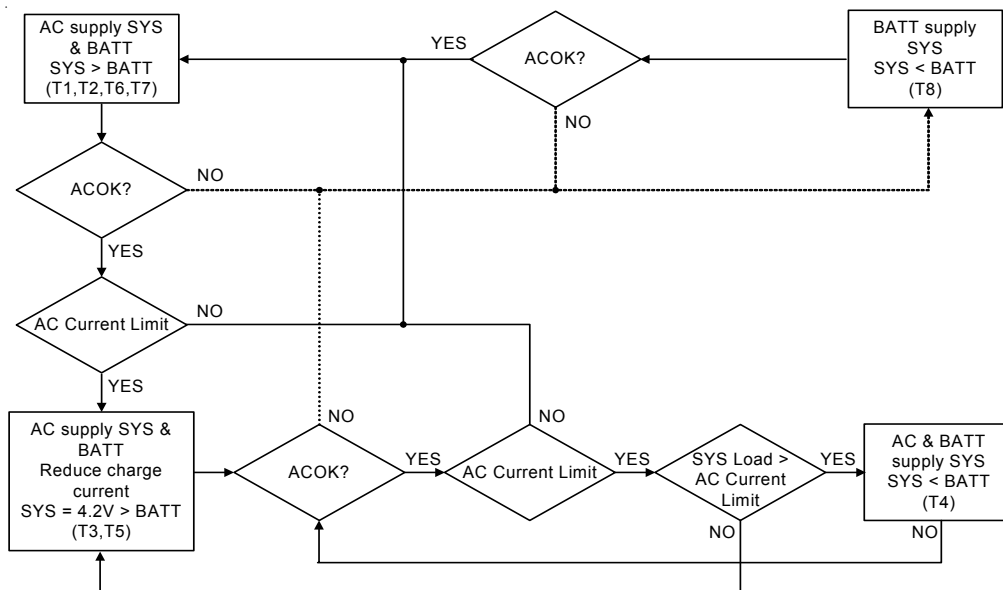 AC supply SYS
& BATT
SYS > BATT
(T1,T2,T6,T7)
YES
ACOK?
NO
BATT supply
SYS
SYS < BATT
(T8)
ACOK?
NO
YES
AC Current Limit
NO
YES
AC supply SYS &
BATT
Reduce charge
current
SYS = 4.2V > BATT
(T3,T5)
NO
ACOK?
YES
NO
AC Current Limit
YES
SYS Load >
AC Current
Limit
YES
NO
AC & BATT
supply SYS
SYS < BATT
(T4)
NO